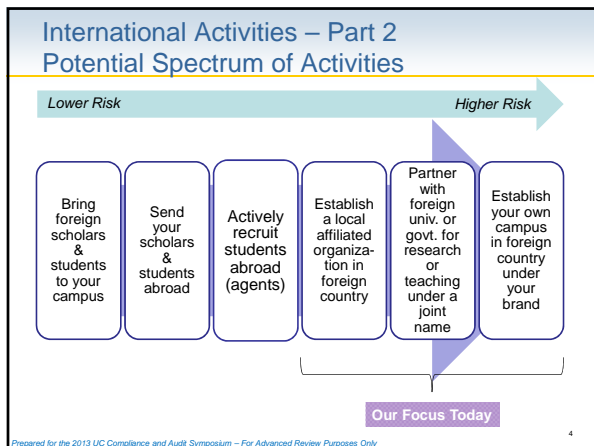 International Activities – Part 2
Potential Spectrum of Activities
Lower Risk
Higher Risk
Bring
foreign
scholars
&
students
to your
campus
Send
your
scholars
&
students
abroad
Actively
recruit
students
abroad
(agents)
Establish
a local
affiliated
organiza-
tion in
foreign
country
Partner
with
foreign
univ. or
govt. for
research
or
teaching
under a
joint
name
Establish
your own
campus
in foreign
country
under
your
brand
Our Focus Today
4
Prepared for the 2013 UC Compliance and Audit Symposium – For Advanced Review Purposes Only